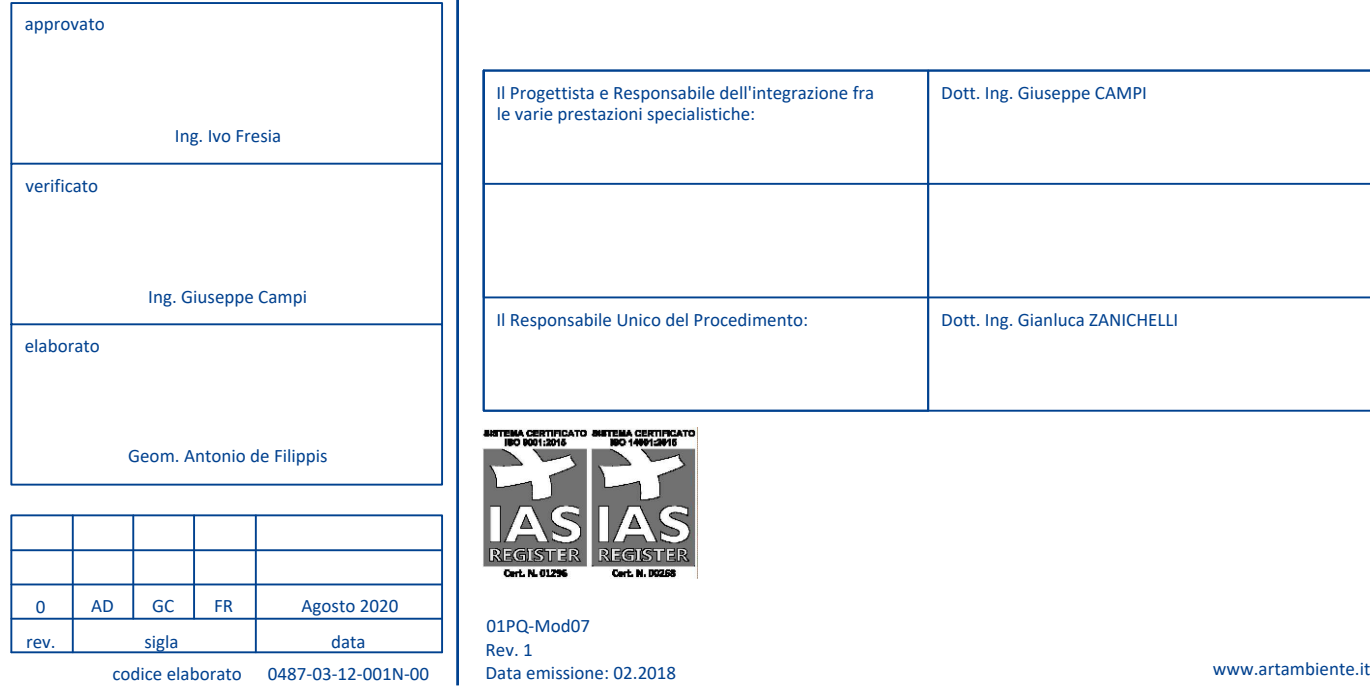 approvato
Ing. Ivo Fresia
verificato
Ing. Giuseppe Campi
elaborato
Geom. Antonio de Filippis
0 AD GC FR Agosto 2020
rev. sigla data
codice elaborato 0487-03-12-001N-00
Il Progettista e Responsabile dell'integrazione fra
le varie prestazioni specialistiche:
Dott. Ing. Giuseppe CAMPI
Il Responsabile Unico del Procedimento:
Dott. Ing. Gianluca ZANICHELLI
SISTEMA CERTIFICATO
ISO 9001:2015
IAS
REGISTER
Cert. N. 01296
SISTEMA CERTIFICATO
ISO 14001:2015
IAS
REGISTER
Cert. N. 00268
01PQ-Mod07
Rev. 1
Data emissione: 02.2018
www.artambiente.it